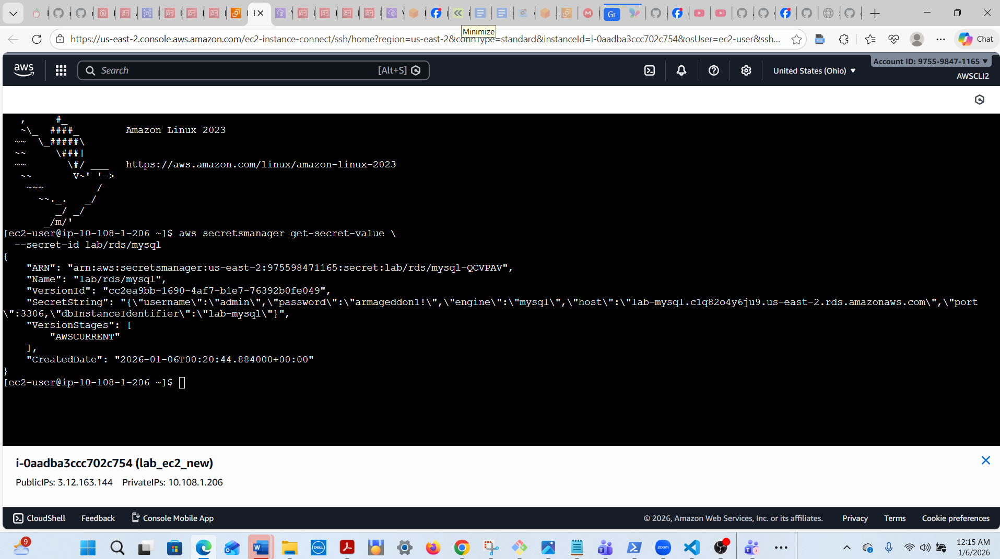 Minimize
https://us-east-2.console.aws.amazon.com/ec2-instance-connect/ssh/home?region=us-east-2&connType=standard&instanceId=i-0aadba3ccc702c754&osUser=ec2-user&ssh...
Chat
aws
Search
[Alt+S]
United States (Ohio)
Account ID: 9755-9847-1165
AWSCLI2
   ,     #_
   ~\_  ####_        Amazon Linux 2023
  ~~  \_#####\
  ~~     \###|
  ~~       \#/ ___   https://aws.amazon.com/linux/amazon-linux-2023
   ~~       V~' '->
    ~~~         /
      ~~._.   _/
         _/ _/
       _/m/'
[ec2-user@ip-10-108-1-206 ~]$ aws secretsmanager get-secret-value \
  --secret-id lab/rds/mysql
{
    "ARN": "arn:aws:secretsmanager:us-east-2:975598471165:secret:lab/rds/mysql-QCVPAV",
    "Name": "lab/rds/mysql",
    "VersionId": "cc2ea9bb-1690-4af7-b1e7-76392b0fe049",
    "SecretString": "{\"username\":\"admin\",\"password\":\"armageddon1!\",\"engine\":\"mysql\",\"host\":\"lab-mysql.c1q82o4y6ju9.us-east-2.rds.amazonaws.com\",\"port
\":3306,\"dbInstanceIdentifier\":\"lab-mysql\"}",
    "VersionStages": [
        "AWSCURRENT"
    ],
    "CreatedDate": "2026-01-06T00:20:44.884000+00:00"
}
[ec2-user@ip-10-108-1-206 ~]$
i-0aadba3ccc702c754 (lab_ec2_new)
PublicIPs: 3.12.163.144 PrivateIPs: 10.108.1.206
CloudShell Feedback Console Mobile App
© 2026, Amazon Web Services, Inc. or its affiliates. Privacy Terms Cookie preferences
9
DELL
zoom
12:15 AM
1/6/2026